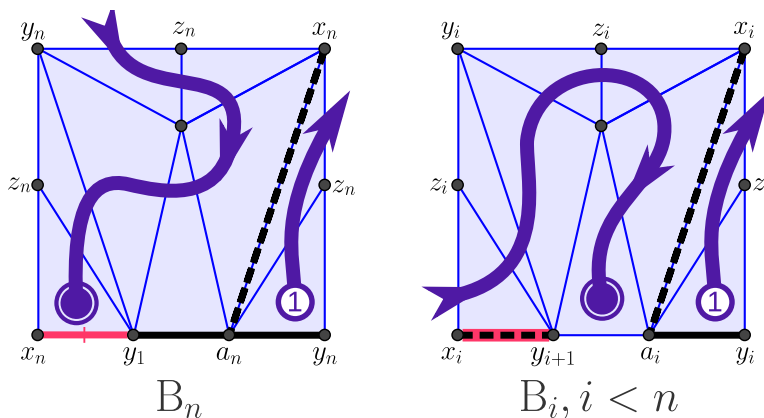 y_n z_n x_n y_i z_i x_i
z_n z_n z_i z
1 1
x_n y_1 a_n y_n x_i y_{i+1} a_i y_i
B_n B_i, i < n